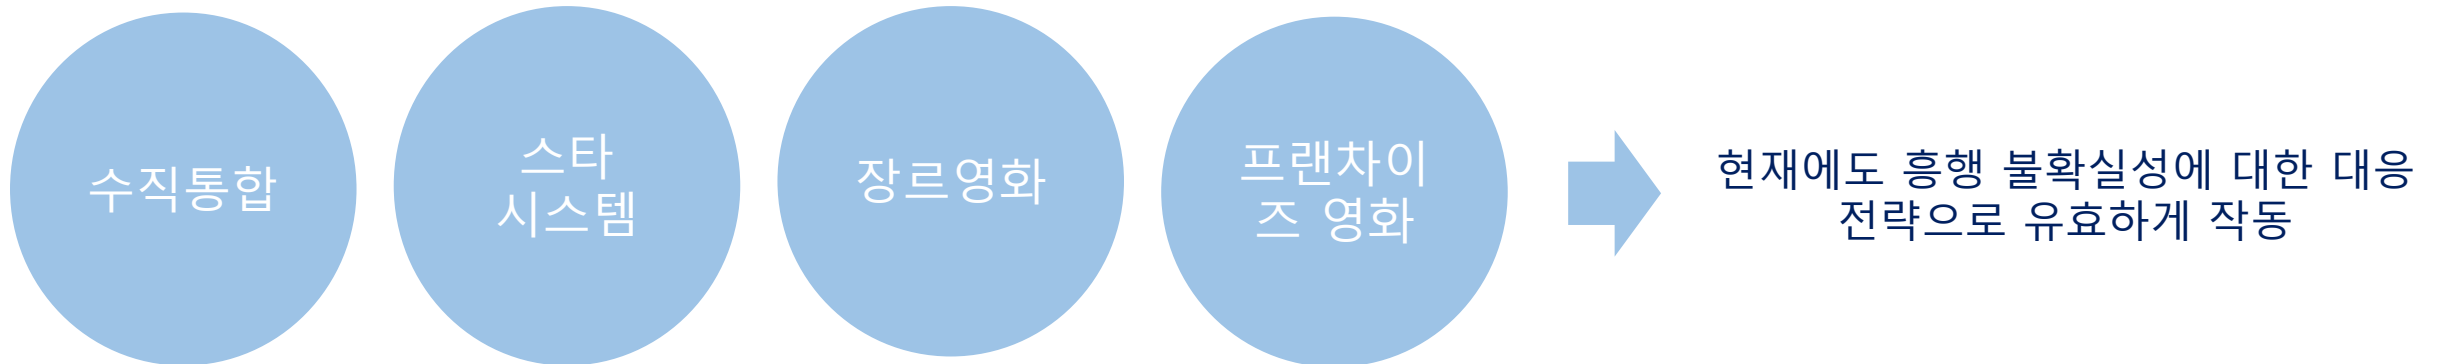 수직통합
스타
시스템
장르영화
프랜차이
즈 영화
현재에도 흥행 불확실성에 대한 대응
전략으로 유효하게 작동